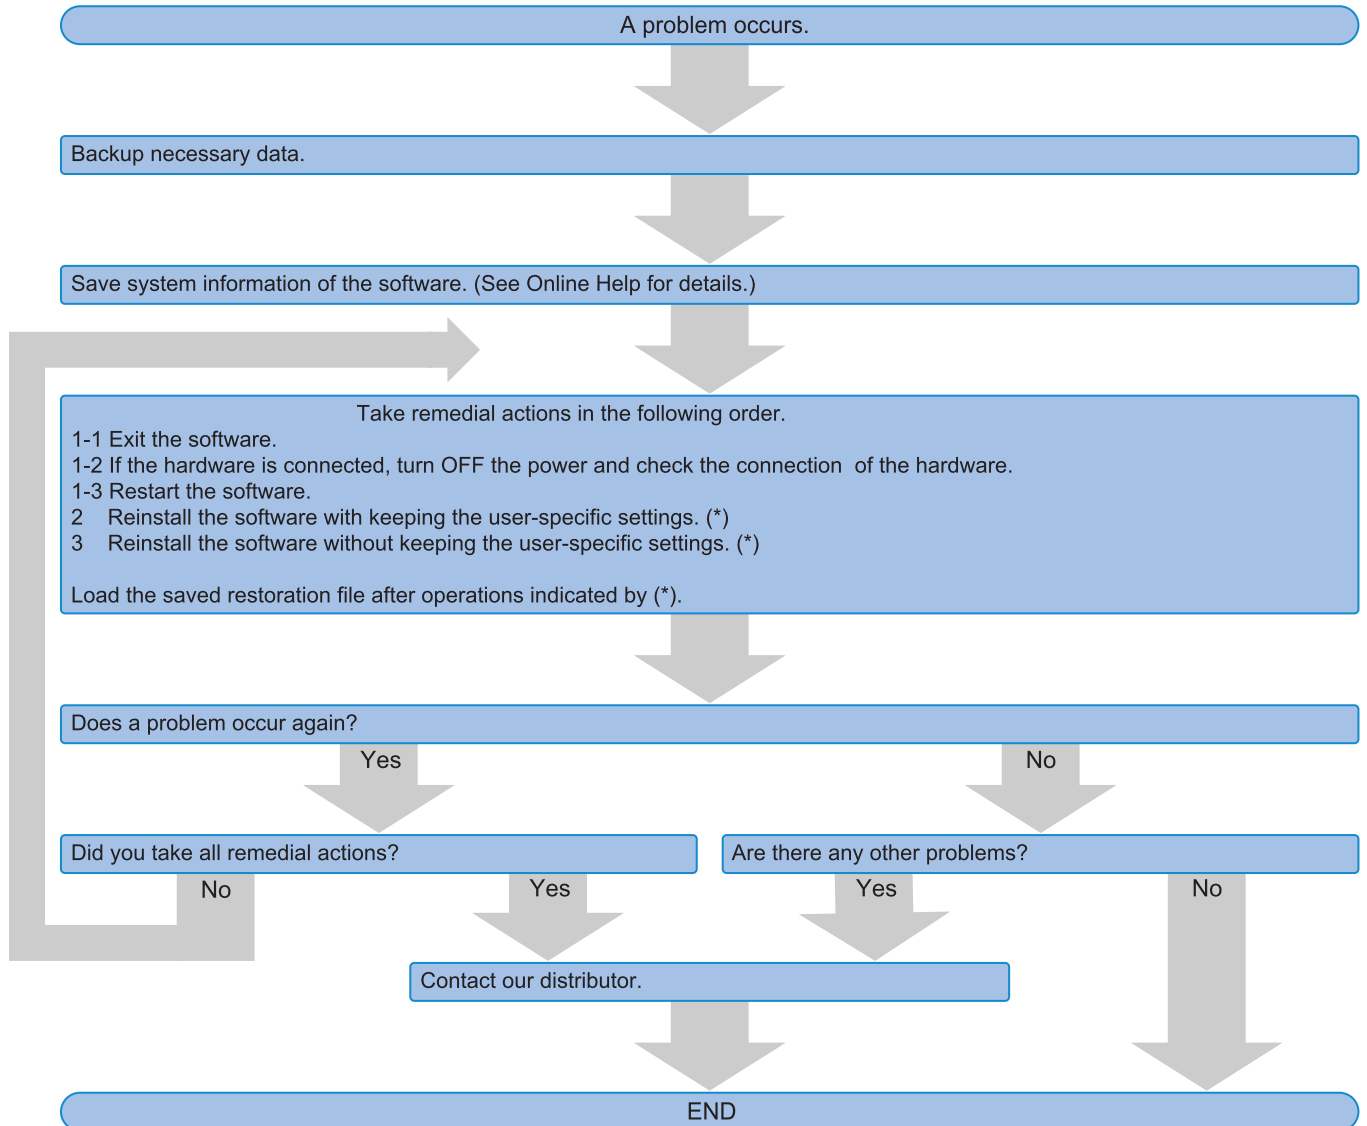 A problem occurs.
Backup necessary data.
Save system information of the software. (See Online Help for details.)
Take remedial actions in the following order.
1-1 Exit the software.
1-2 If the hardware is connected, turn OFF the power and check the connection  of the hardware.
1-3 Restart the software.
2    Reinstall the software with keeping the user-specific settings. (*)
3    Reinstall the software without keeping the user-specific settings. (*)
Load the saved restoration file after operations indicated by (*).
Does a problem occur again?
Yes
No
Did you take all remedial actions?
Are there any other problems?
No
Yes
Yes
No
Contact our distributor.
END